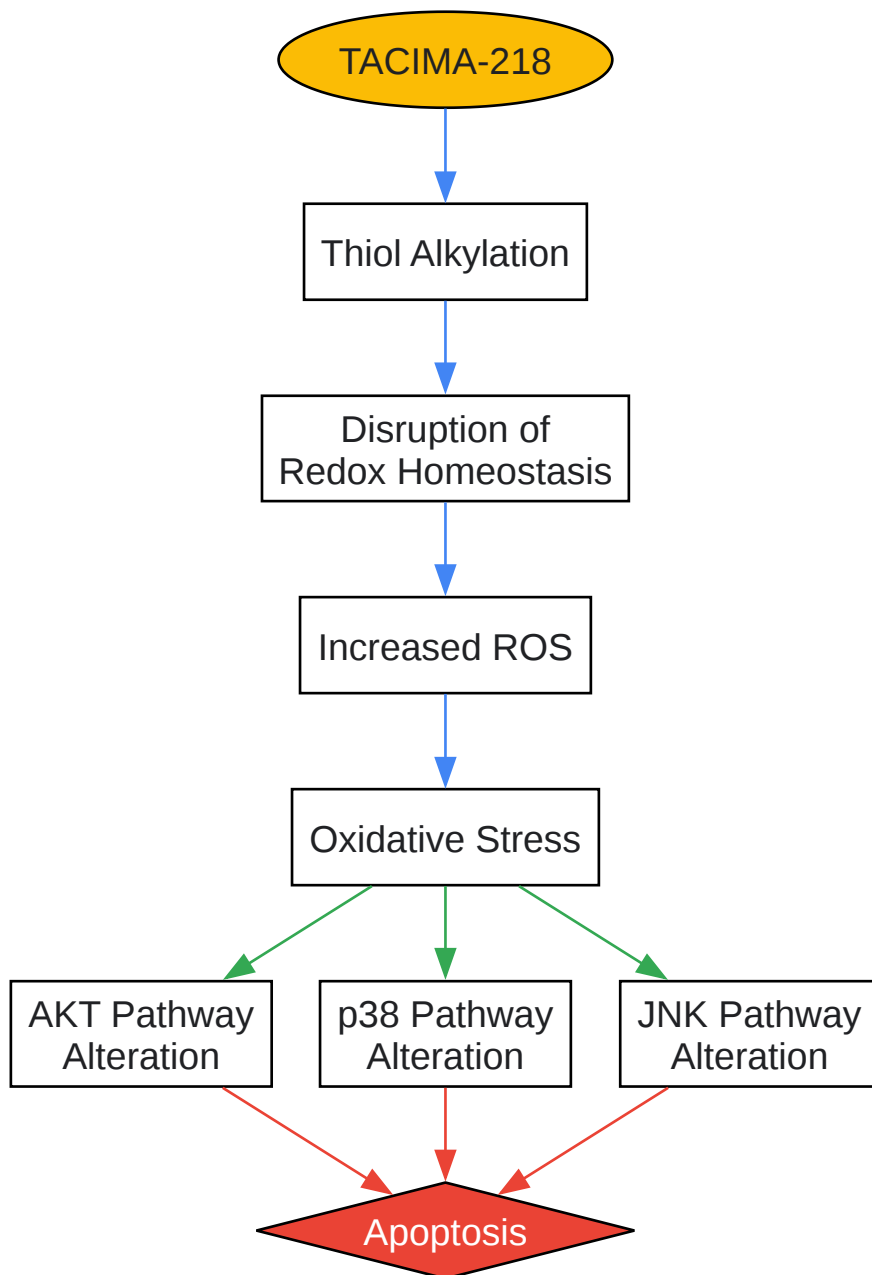 TACIMA-218
Thiol Alkylation
Disruption of
Redox Homeostasis
Increased ROS
Oxidative Stress
AKT Pathway
Alteration
p38 Pathway
Alteration
JNK Pathway
Alteration
Apoptosis